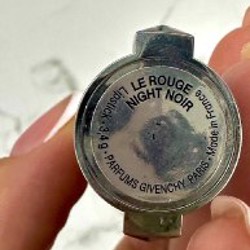 LE ROUGE
NIGHT NOIR
Lipstick • 3,4 g • PARFUMS GIVENCHY PARIS • Made in France